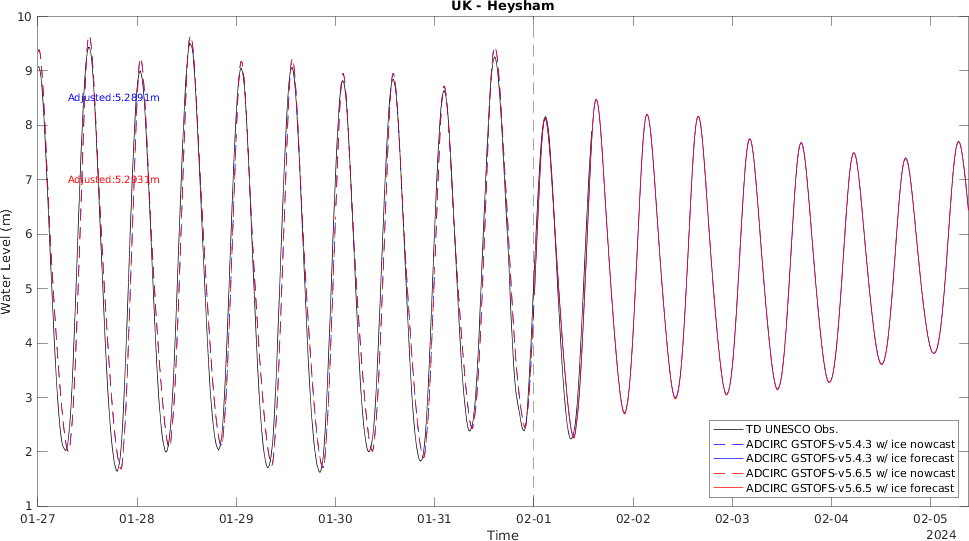 UK - Heysham
10
9
8
7
6
5
4
3
2
1
Water Level (m)
Adjusted:5.2891m
Adjusted:5.2931m
TD UNESCO Obs.
ADCIRC GSTOFS-v5.4.3 w/ ice nowcast
ADCIRC GSTOFS-v5.4.3 w/ ice forecast
ADCIRC GSTOFS-v5.6.5 w/ ice nowcast
ADCIRC GSTOFS-v5.6.5 w/ ice forecast
01-27 01-28 01-29 01-30 01-31 02-01 02-02 02-03 02-04 02-05
Time
2024